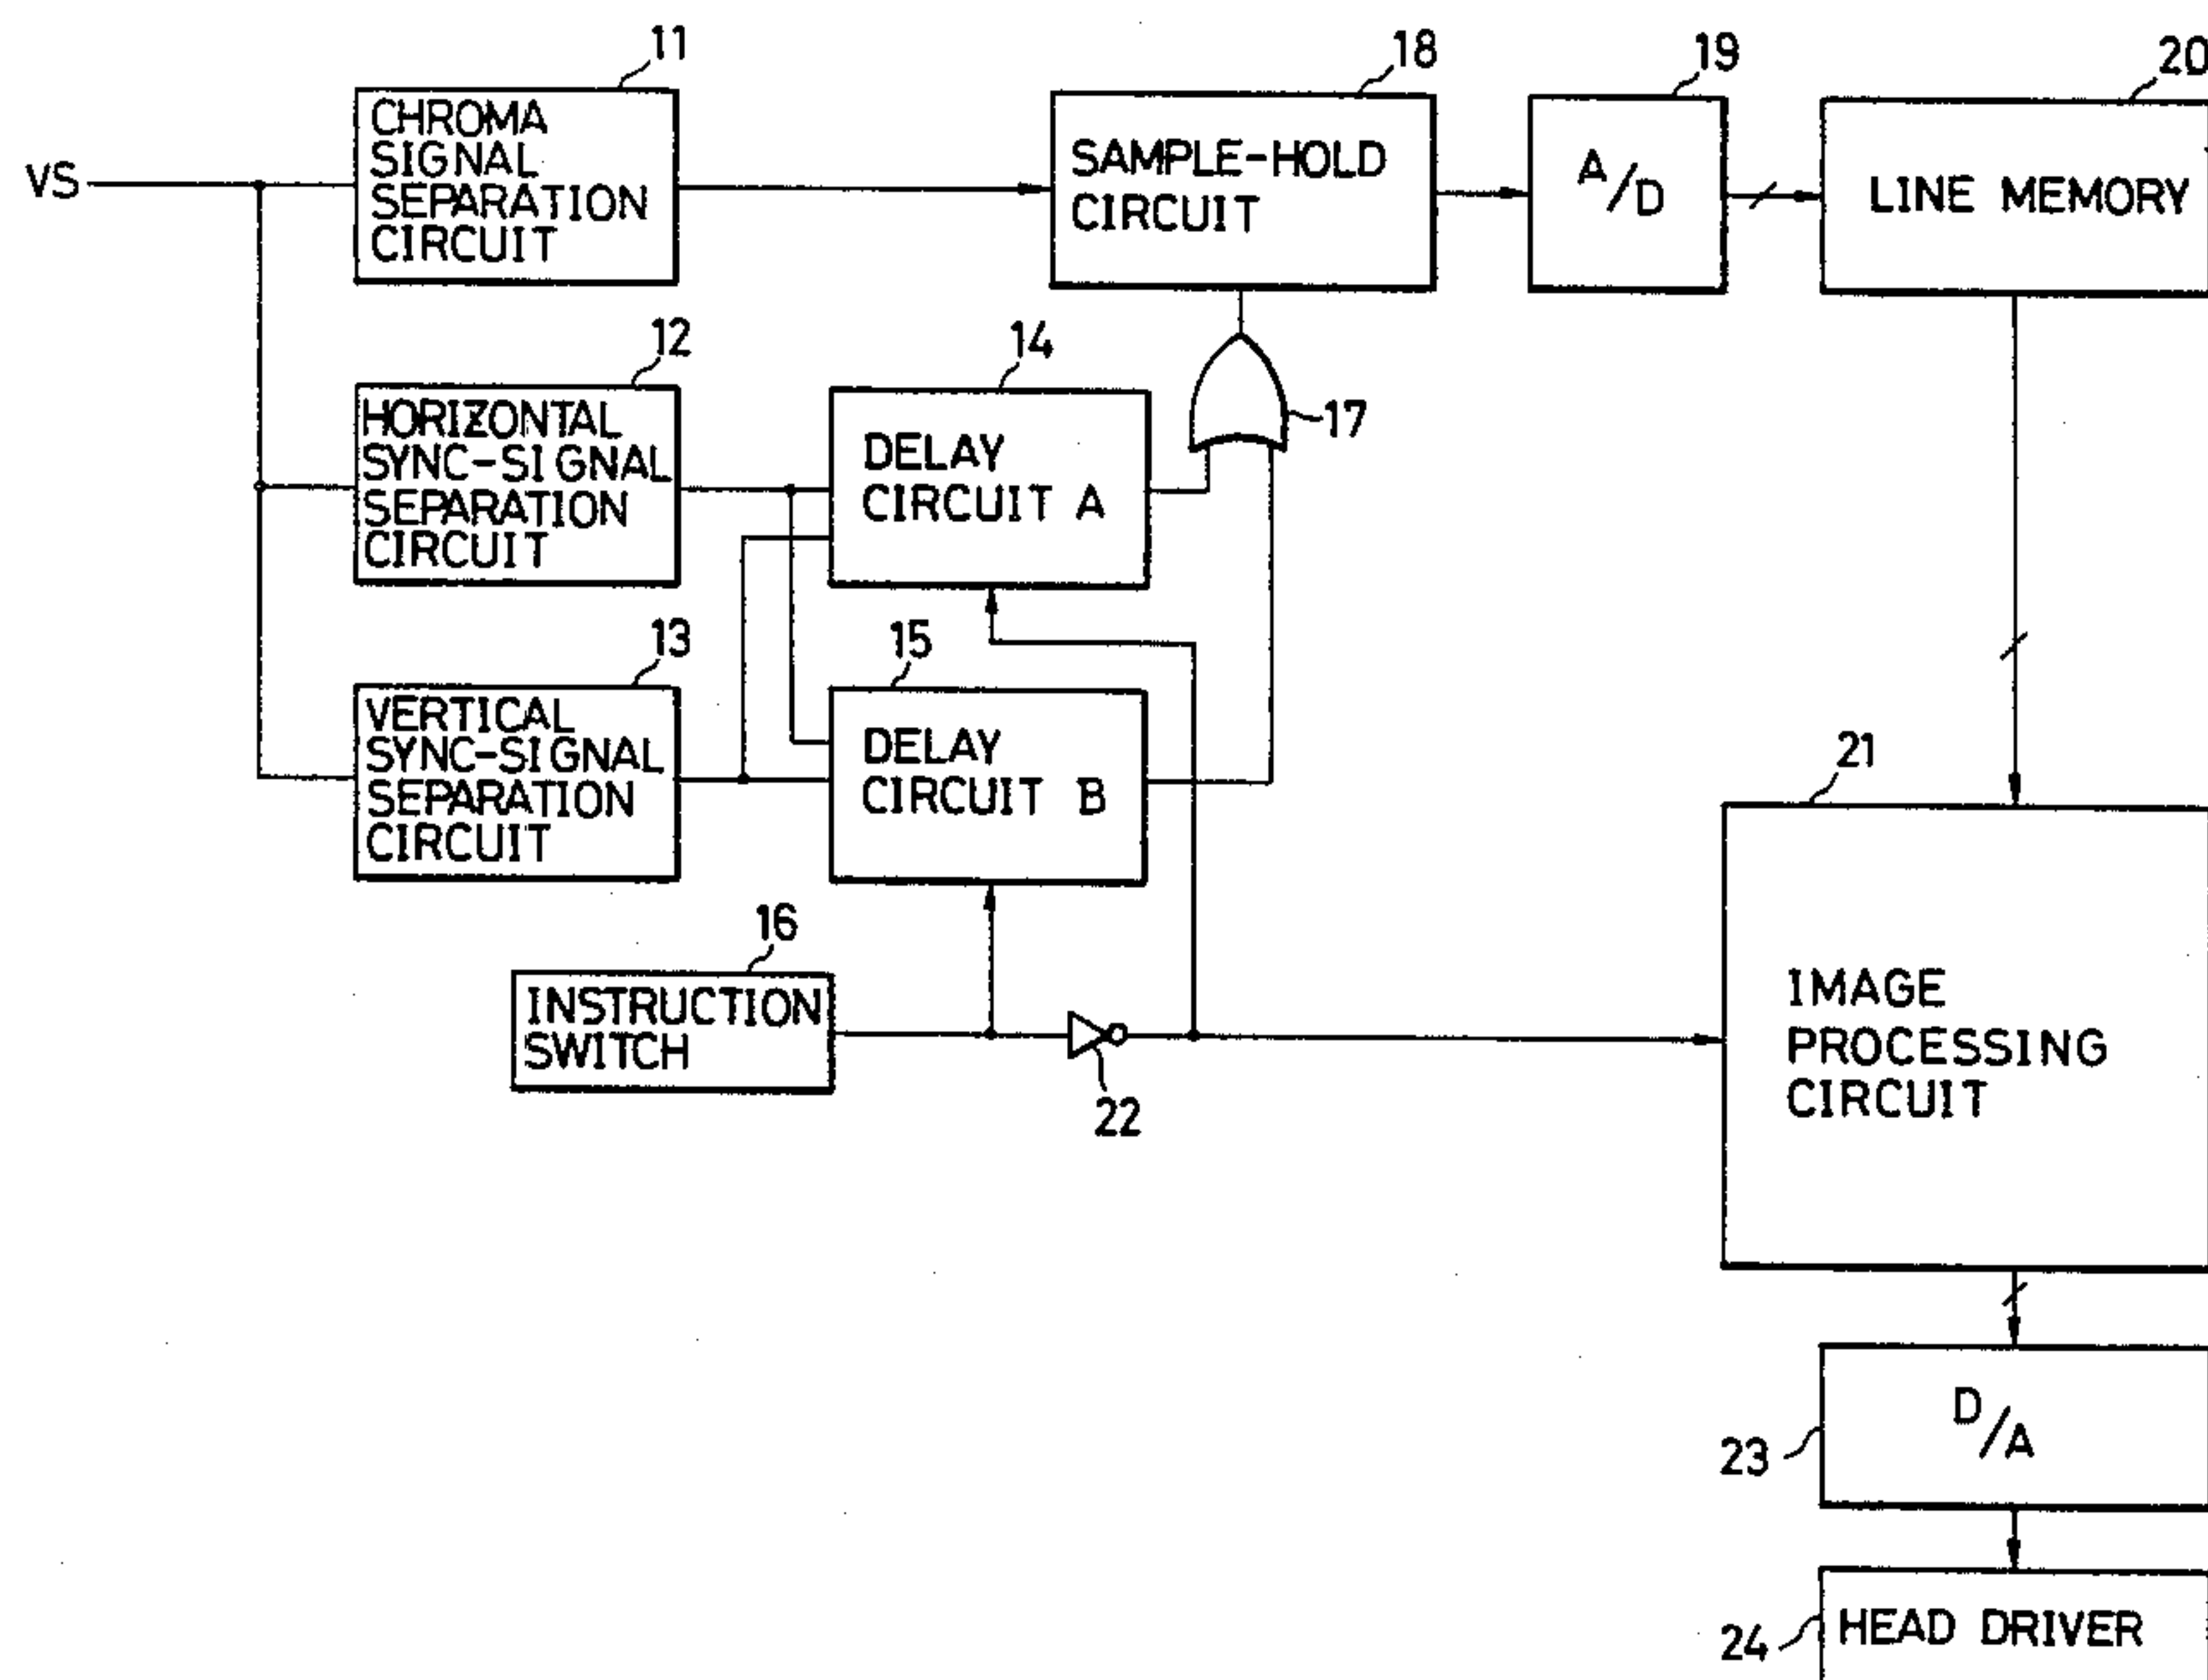 11
18
19
20
VS
CHROMA
SIGNAL
SEPARATION
CIRCUIT
SAMPLE-HOLD
CIRCUIT
A/D
LINE MEMORY
12
14
17
HORIZONTAL
SYNC-SIGNAL
SEPARATION
CIRCUIT
DELAY
CIRCUIT A
13
15
21
VERTICAL
SYNC-SIGNAL
SEPARATION
CIRCUIT
DELAY
CIRCUIT B
16
INSTRUCTION
SWITCH
22
IMAGE
PROCESSING
CIRCUIT
D/A
23
24
HEAD DRIVER